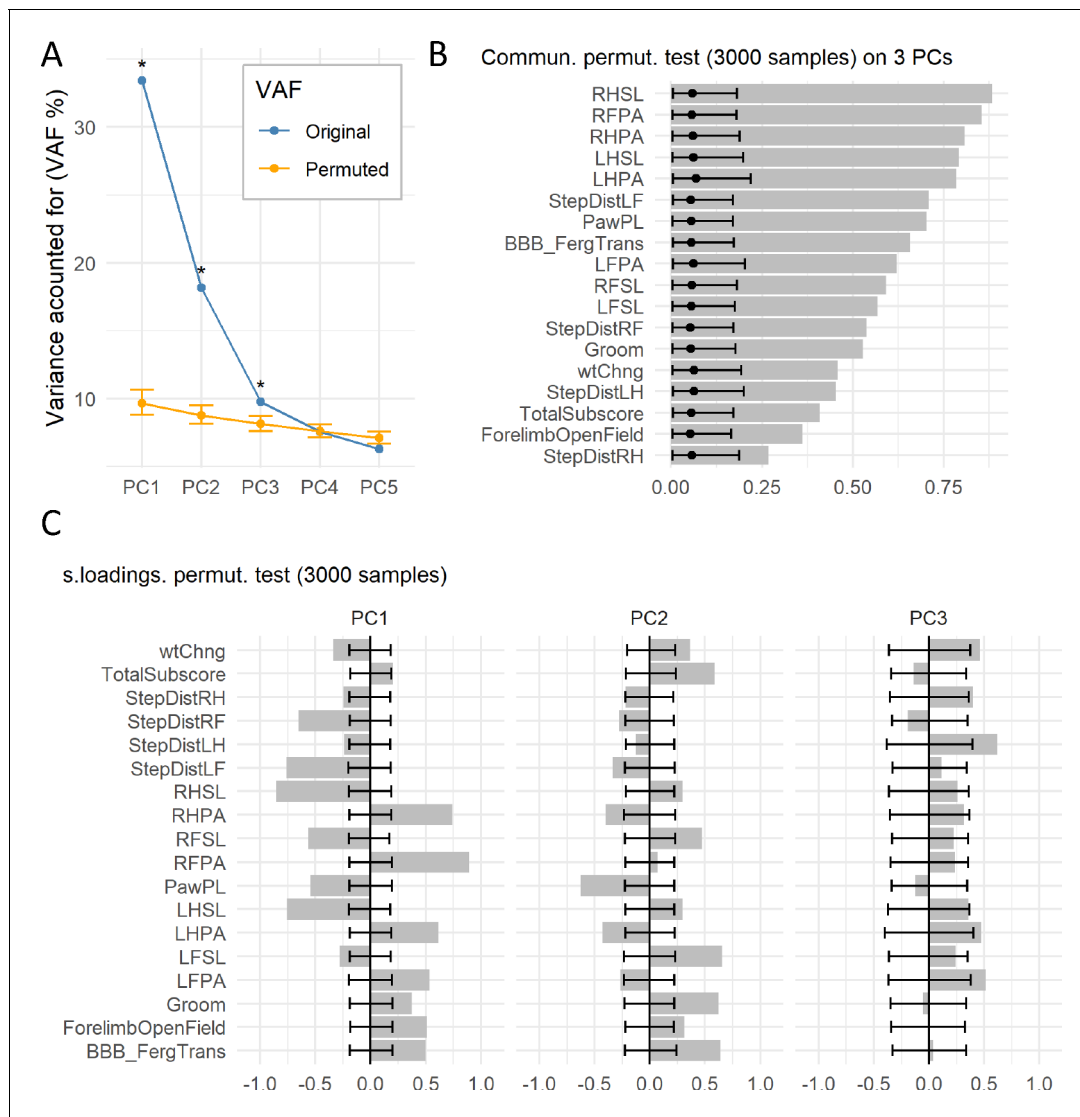 A
Variance acounted for (VAF %)
30
20
10
*
*
*
VAF
Original
Permuted
PC1 PC2 PC3 PC4 PC5
B
Commun. permut. test (3000 samples) on 3 PCs
RHSL
RFPA
RHPA
LHSL
LHPA
StepDistLF
PawPL
BBB_FergTrans
LFPA
RFSL
LFSL
StepDistRF
Groom
wtChng
StepDistLH
TotalSubscore
ForelimbOpenField
StepDistRH
0.00 0.25 0.50 0.75
C
s.loadings. permut. test (3000 samples)
PC1 PC2 PC3
wtChng
TotalSubscore
StepDistRH
StepDistRF
StepDistLH
StepDistLF
RHSL
RHPA
RFSL
RFPA
PawPL
LHSL
LHPA
LFSL
LFPA
Groom
ForelimbOpenField
BBB_FergTrans
-1.0 -0.5 0.0 0.5 1.0 -1.0 -0.5 0.0 0.5 1.0 -1.0 -0.5 0.0 0.5 1.0